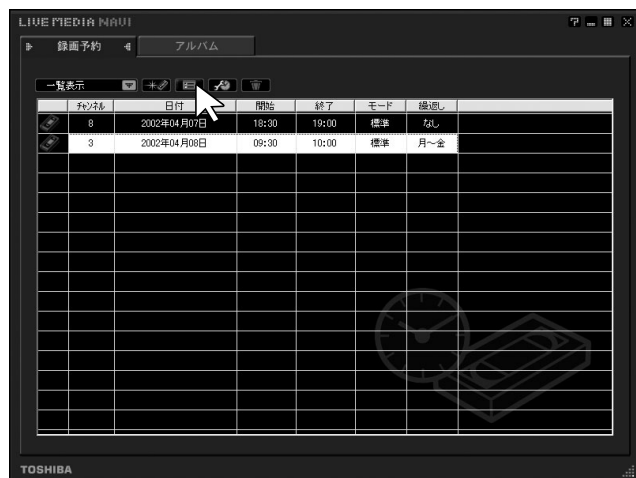 LIVE MEDIA NAVI
録画予約 アルバム
一覧表示
チャンネル 日付 開始 終了 モード 繰返し
8 2002年04月07日 18:30 19:00 標準 なし
3 2002年04月08日 09:30 10:00 標準 月～金
TOSHIBA